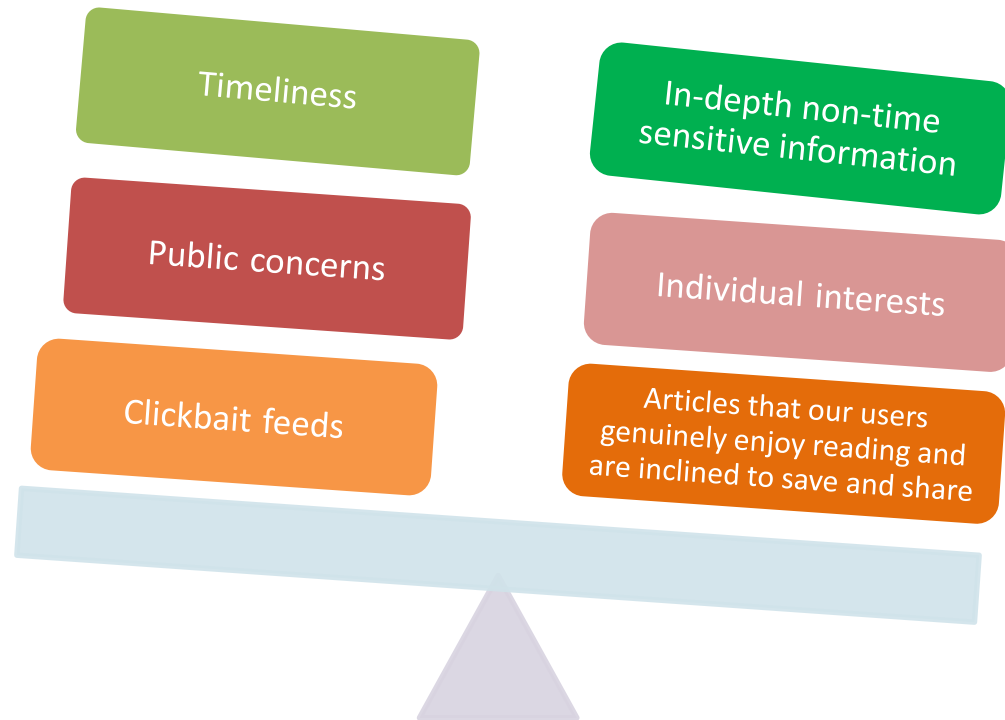 Timeliness
In-depth non-time
sensitive information
Public concerns
Individual interests
Clickbait feeds
Articles that our users
genuinely enjoy reading and
are inclined to save and share